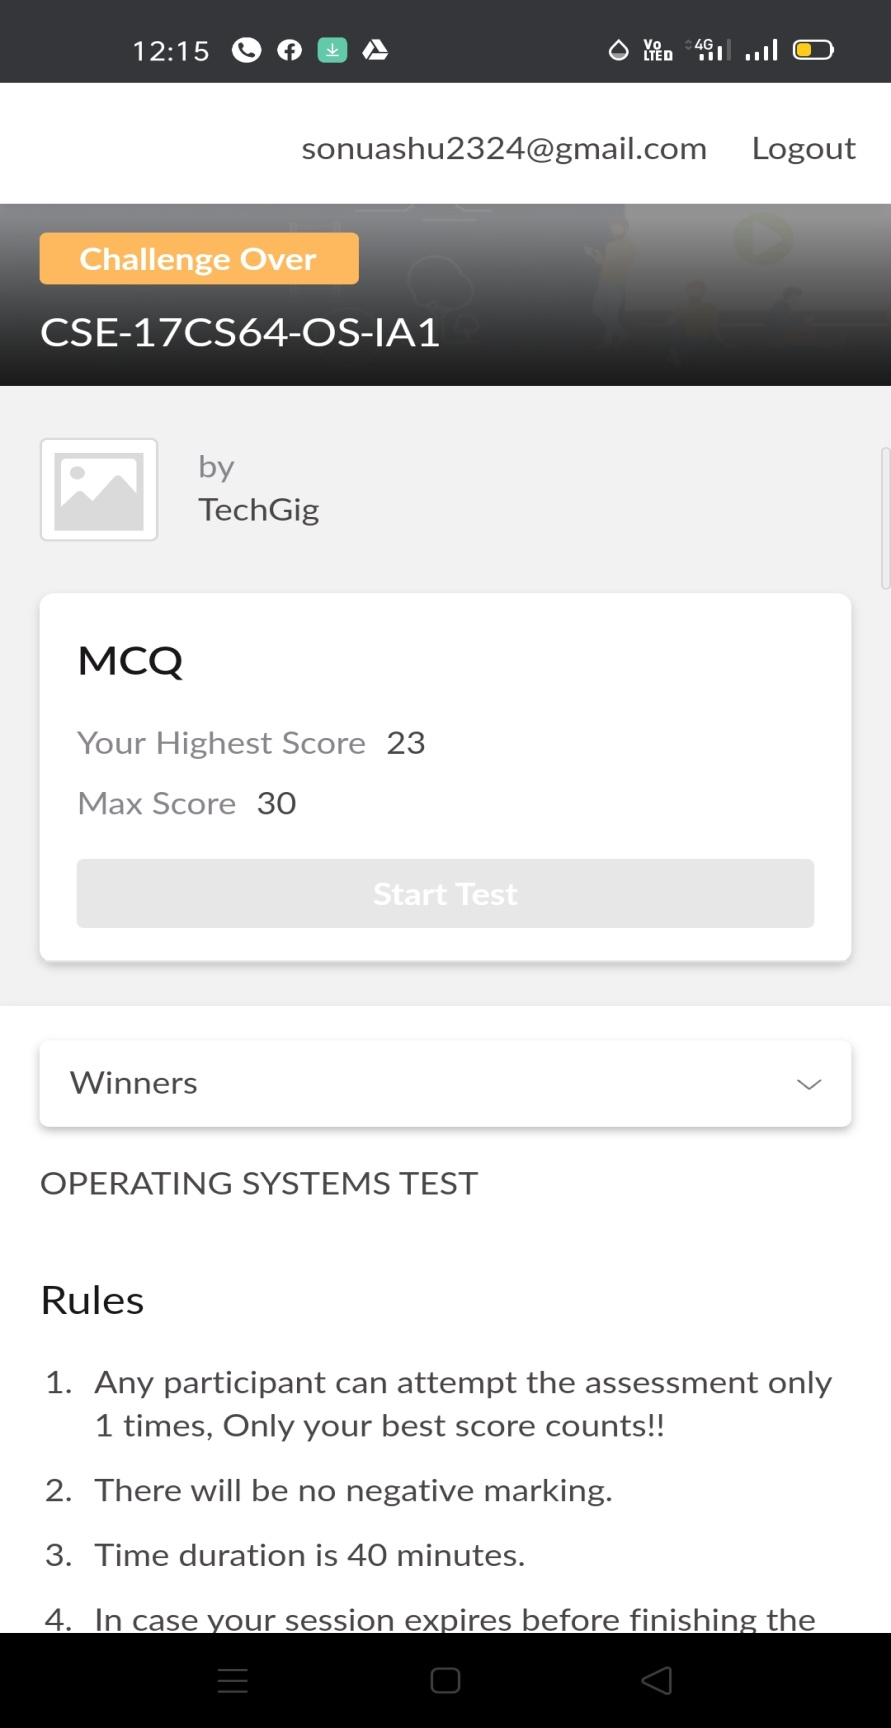 12:15
VoLTED 4G
sonuashu2324@gmail.com Logout
Challenge Over
CSE-17CS64-OS-IA1
by
TechGig
MCQ
Your Highest Score 23
Max Score 30
Start Test
Winners
OPERATING SYSTEMS TEST
Rules
1. Any participant can attempt the assessment only
1 times, Only your best score counts!!
2. There will be no negative marking.
3. Time duration is 40 minutes.
4. In case your session expires before finishing the